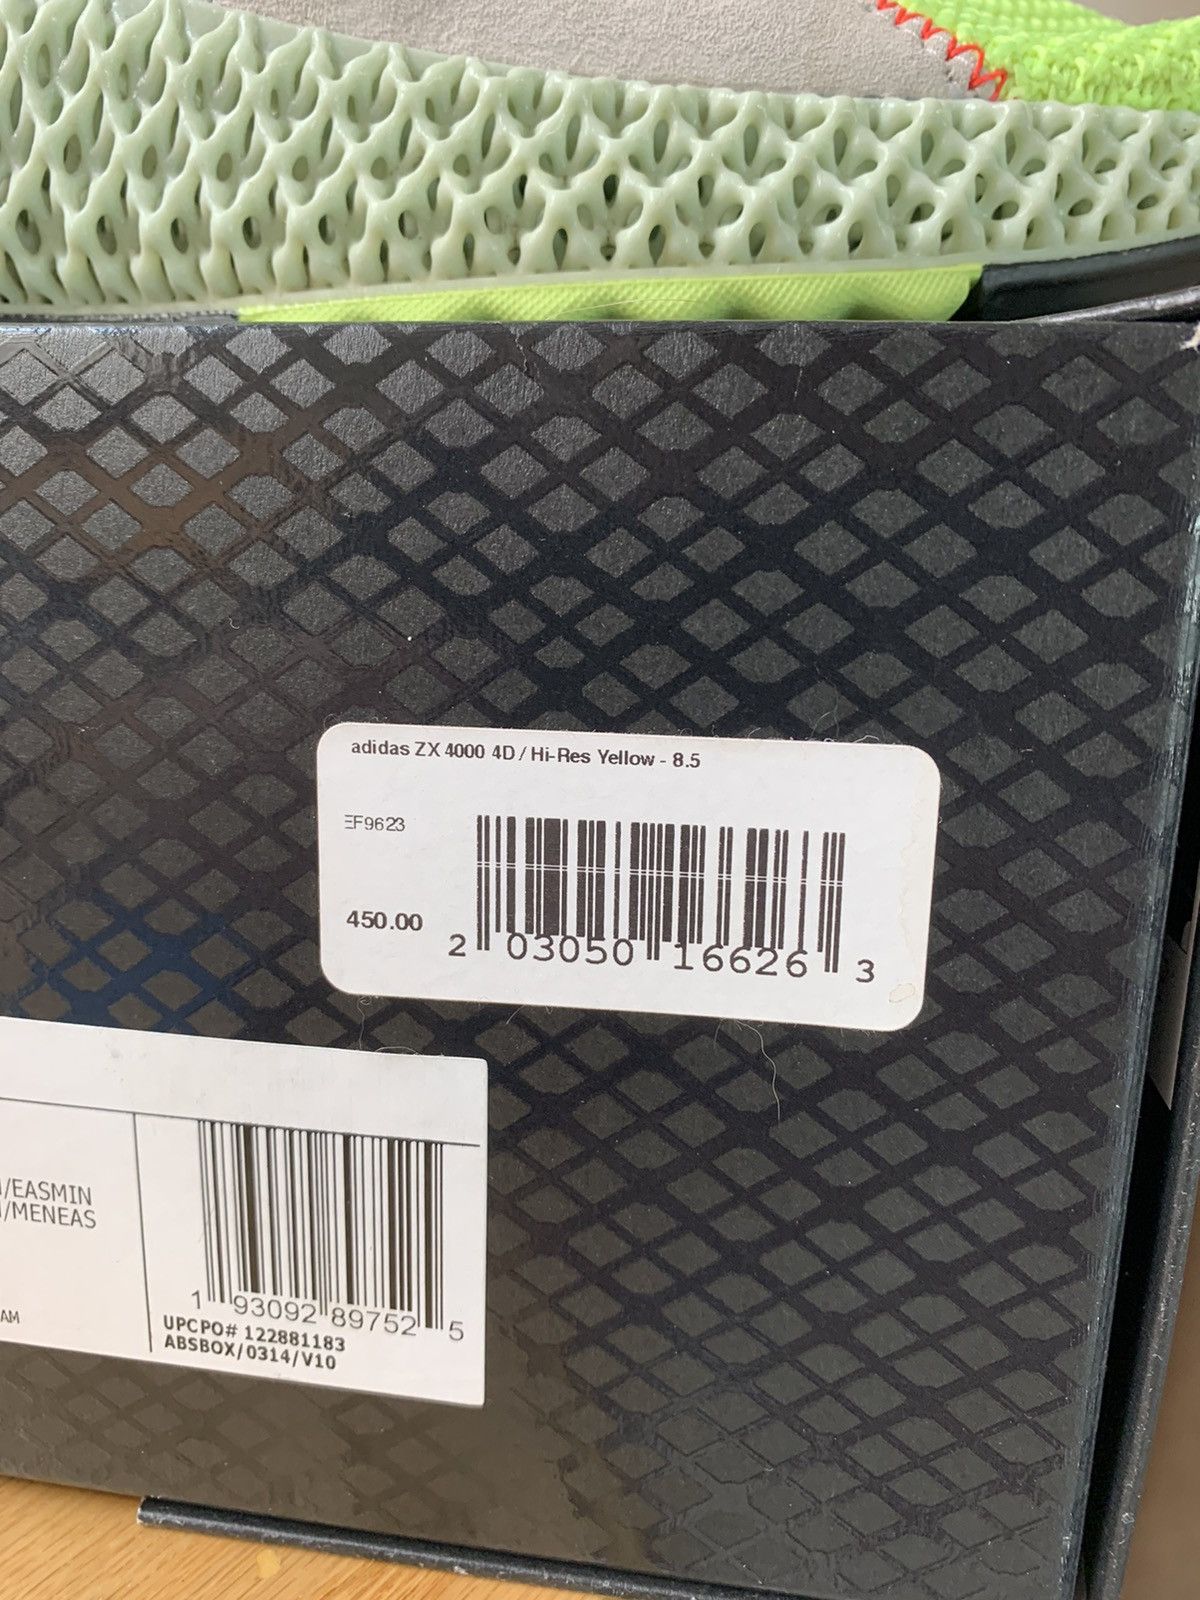 adidas ZX 4000 4D / Hi-Res Yellow - 8.5
EF9623
450.00
2 03050 16626 3
/EASMIN
/MENEAS
AM
1 93092 89752 5
UPCPO# 122881183
ABSBOX/0314/V10